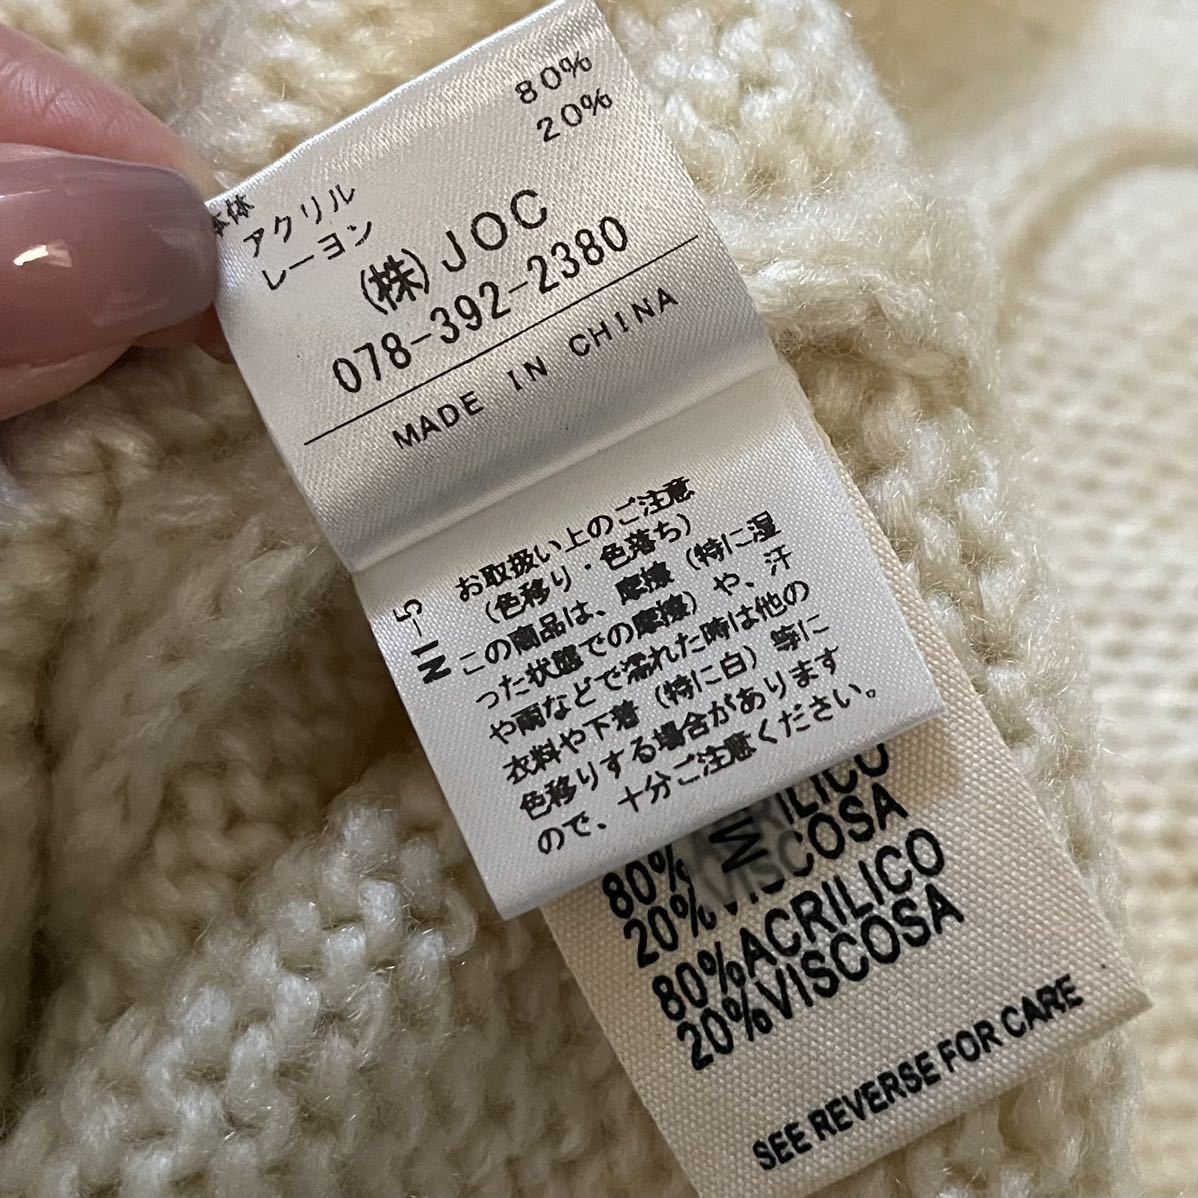 本体
アクリル 80%
レーヨン 20%
(株)JOC
078-392-2380
MADE IN CHINA
NI-5
お取扱い上のご注意
(色移り・色落ち)
この商品は、摩擦(特に湿
った状態での摩擦)や、汗
や雨などで濡れた時は他の
衣料や下着(特に白)等に
色移りする場合があります
ので、十分ご注意ください。
M
80%
20%VISCOSA
80%ACRILICO
20%VISCOSA
SEE REVERSE FOR CARE